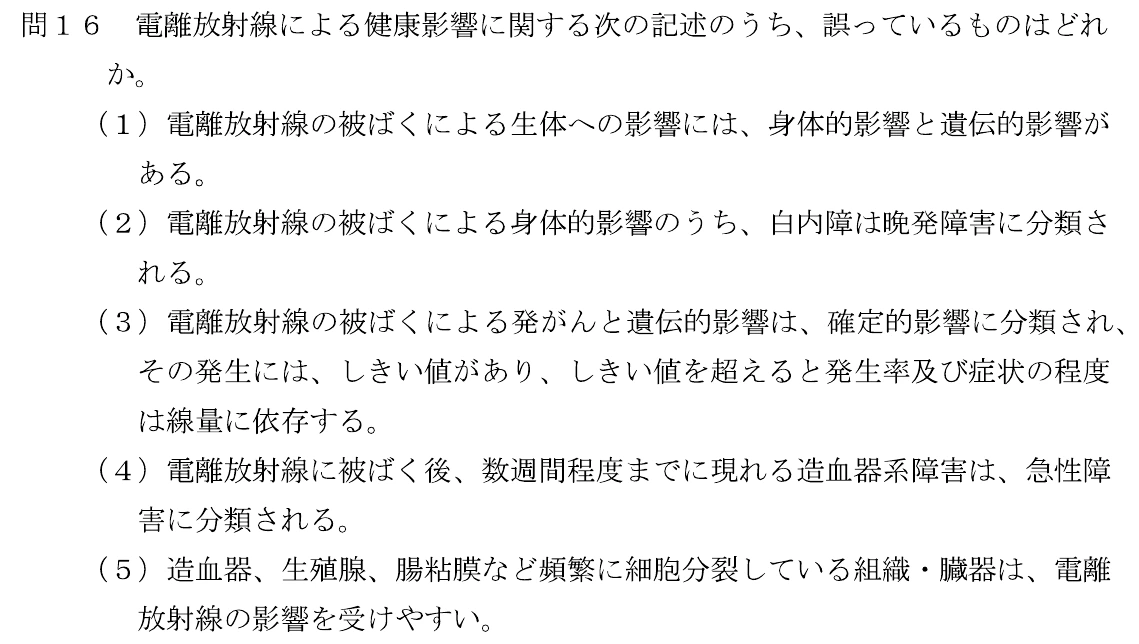 問１６　電離放射線による健康影響に関する次の記述のうち、誤っているものはどれ
か。
（１）電離放射線の被ばくによる生体への影響には、身体的影響と遺伝的影響が
ある。
（２）電離放射線の被ばくによる身体的影響のうち、白内障は晩発障害に分類さ
れる。
（３）電離放射線の被ばくによる発がんと遺伝的影響は、確定的影響に分類され、
その発生には、しきい値があり、しきい値を超えると発生率及び症状の程度
は線量に依存する。
（４）電離放射線に被ばく後、数週間程度までに現れる造血器系障害は、急性障
害に分類される。
（５）造血器、生殖腺、腸粘膜など頻繁に細胞分裂している組織・臓器は、電離
放射線の影響を受けやすい。